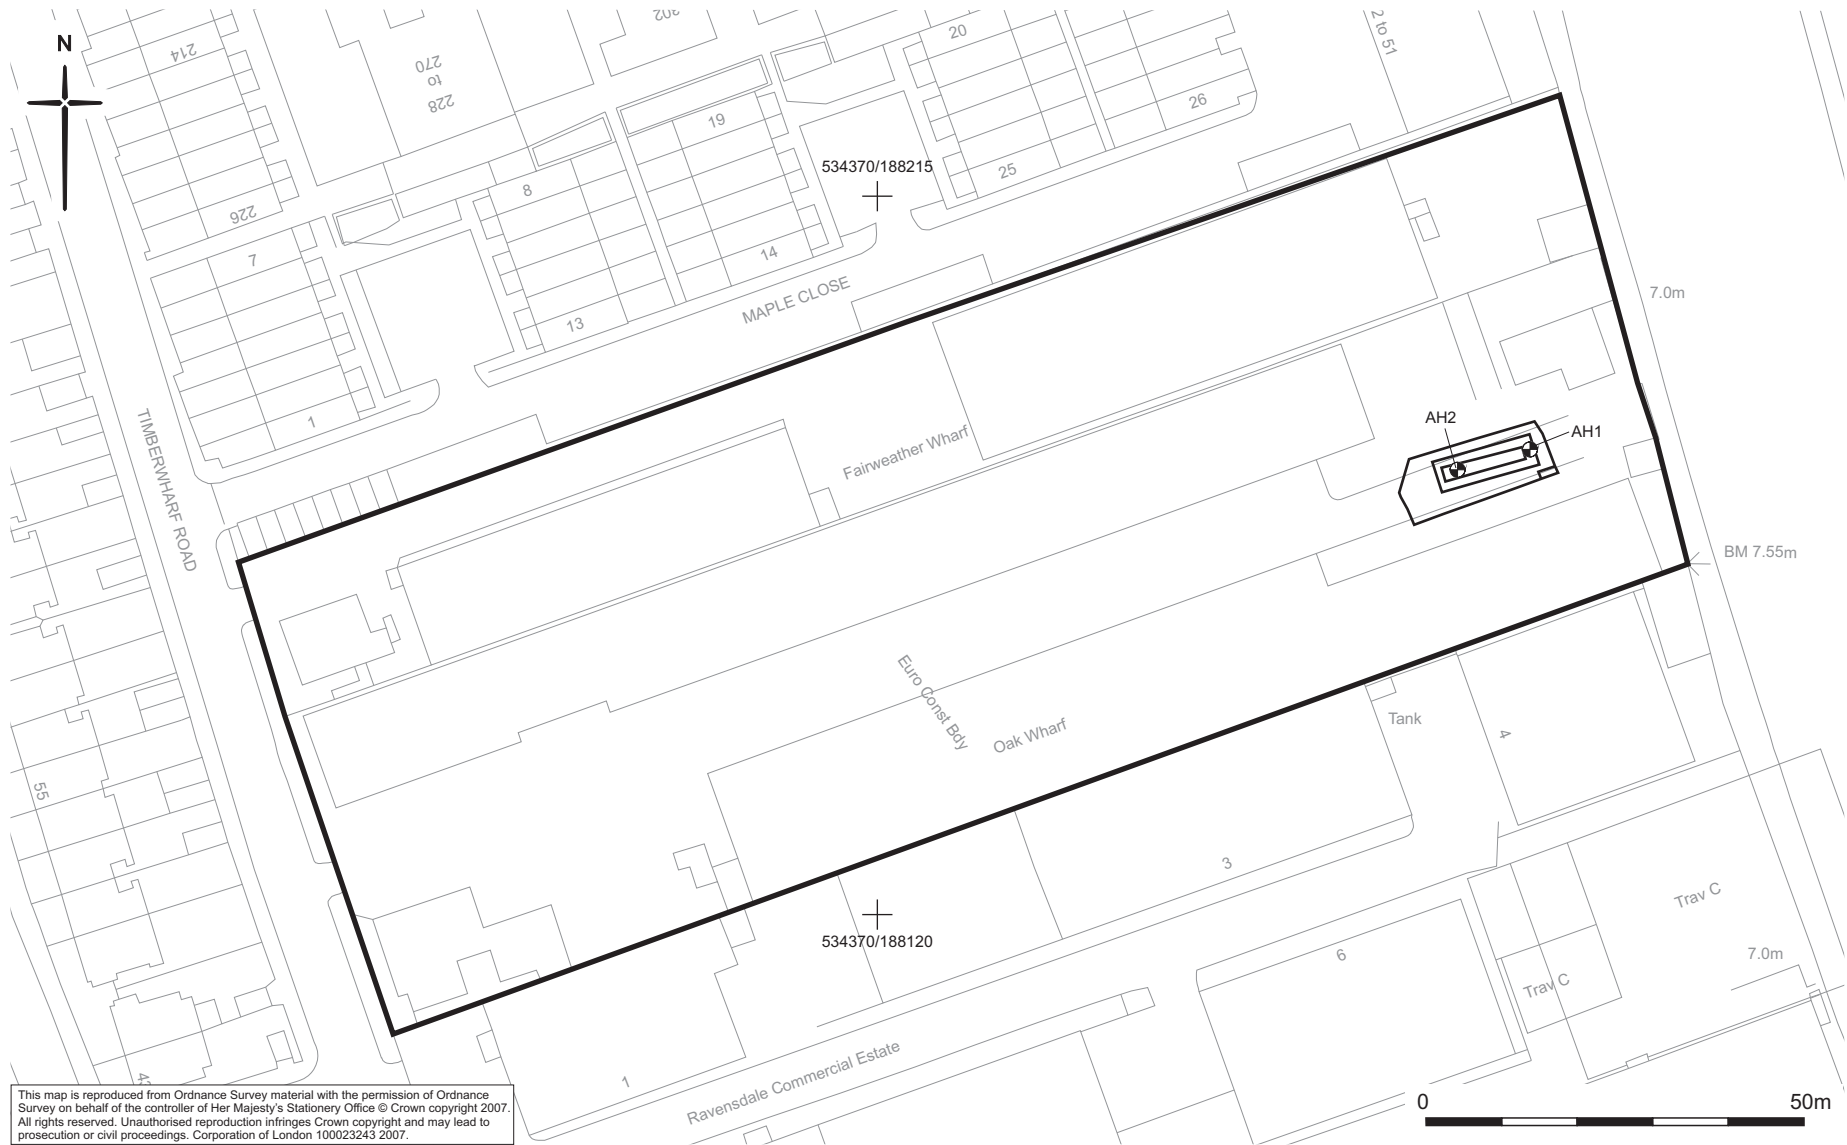 N
214
270
to
228
302
20
2 to 51
26
19
8
25
534370/188215
226
7
14
MAPLE CLOSE
13
7.0m
1
TIMBERWHARF ROAD
Fairweather Wharf
AH2
AH1
BM 7.55m
Euro Const Bdy
Oak Wharf
Tank
4
55
3
534370/188120
6
Trav C
7.0m
Trav C
1
Ravensdale Commercial Estate
0
50m
This map is reproduced from Ordnance Survey material with the permission of Ordnance
Survey on behalf of the controller of Her Majesty's Stationery Office © Crown copyright 2007.
All rights reserved. Unauthorised reproduction infringes Crown copyright and may lead to
prosecution or civil proceedings. Corporation of London 100023243 2007.